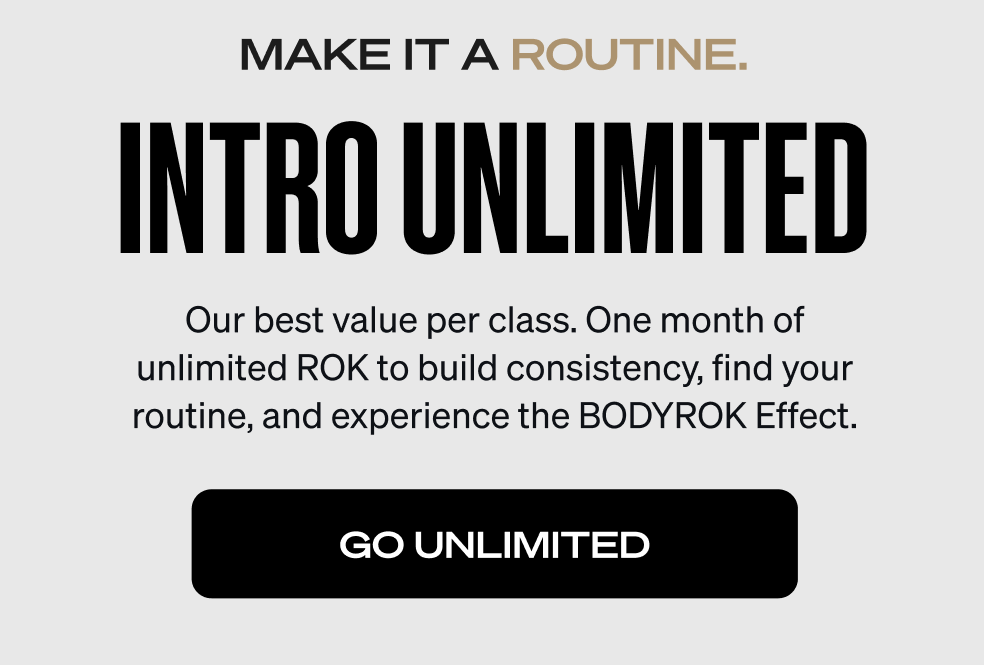 MAKE IT A ROUTINE.
INTRO UNLIMITED
Our best value per class. One month of
unlimited ROK to build consistency, find your
routine, and experience the BODYROK Effect.
GO UNLIMITED